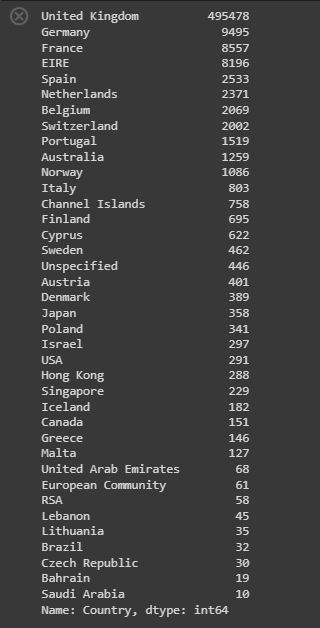 United Kingdom 495478
Germany 9495
France 8557
EIRE 8196
Spain 2533
Netherlands 2371
Belgium 2069
Switzerland 2002
Portugal 1519
Australia 1259
Norway 1086
Italy 803
Channel Islands 758
Finland 695
Cyprus 622
Sweden 462
Unspecified 446
Austria 401
Denmark 389
Japan 358
Poland 341
Israel 297
USA 291
Hong Kong 288
Singapore 229
Iceland 182
Canada 151
Greece 146
Malta 127
United Arab Emirates 68
European Community 61
RSA 58
Lebanon 45
Lithuania 35
Brazil 32
Czech Republic 30
Bahrain 19
Saudi Arabia 10
Name: Country, dtype: int64